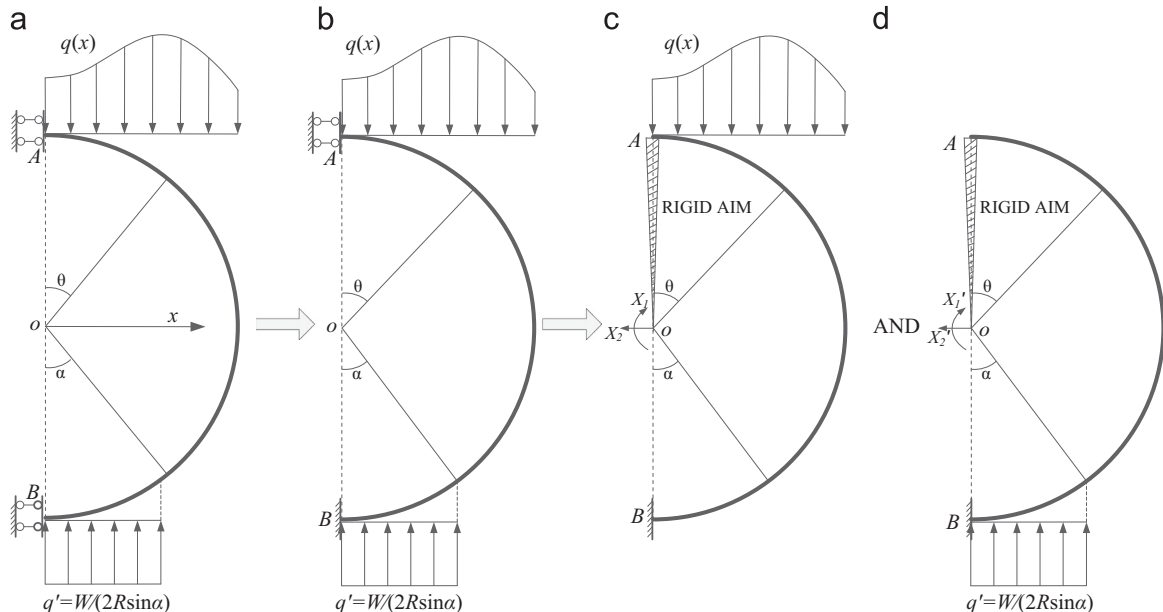 a
b
c
d
q(x)
q(x)
q(x)
A
A
A
A
RIGID AIM
RIGID AIM
θ
θ
θ
θ
x
X₁
X₁'
o
o
X₂
o
AND
X₂'
o
α
α
α
α
B
B
B
B
q'=W/(2Rsinα)
q'=W/(2Rsinα)
q'=W/(2Rsinα)